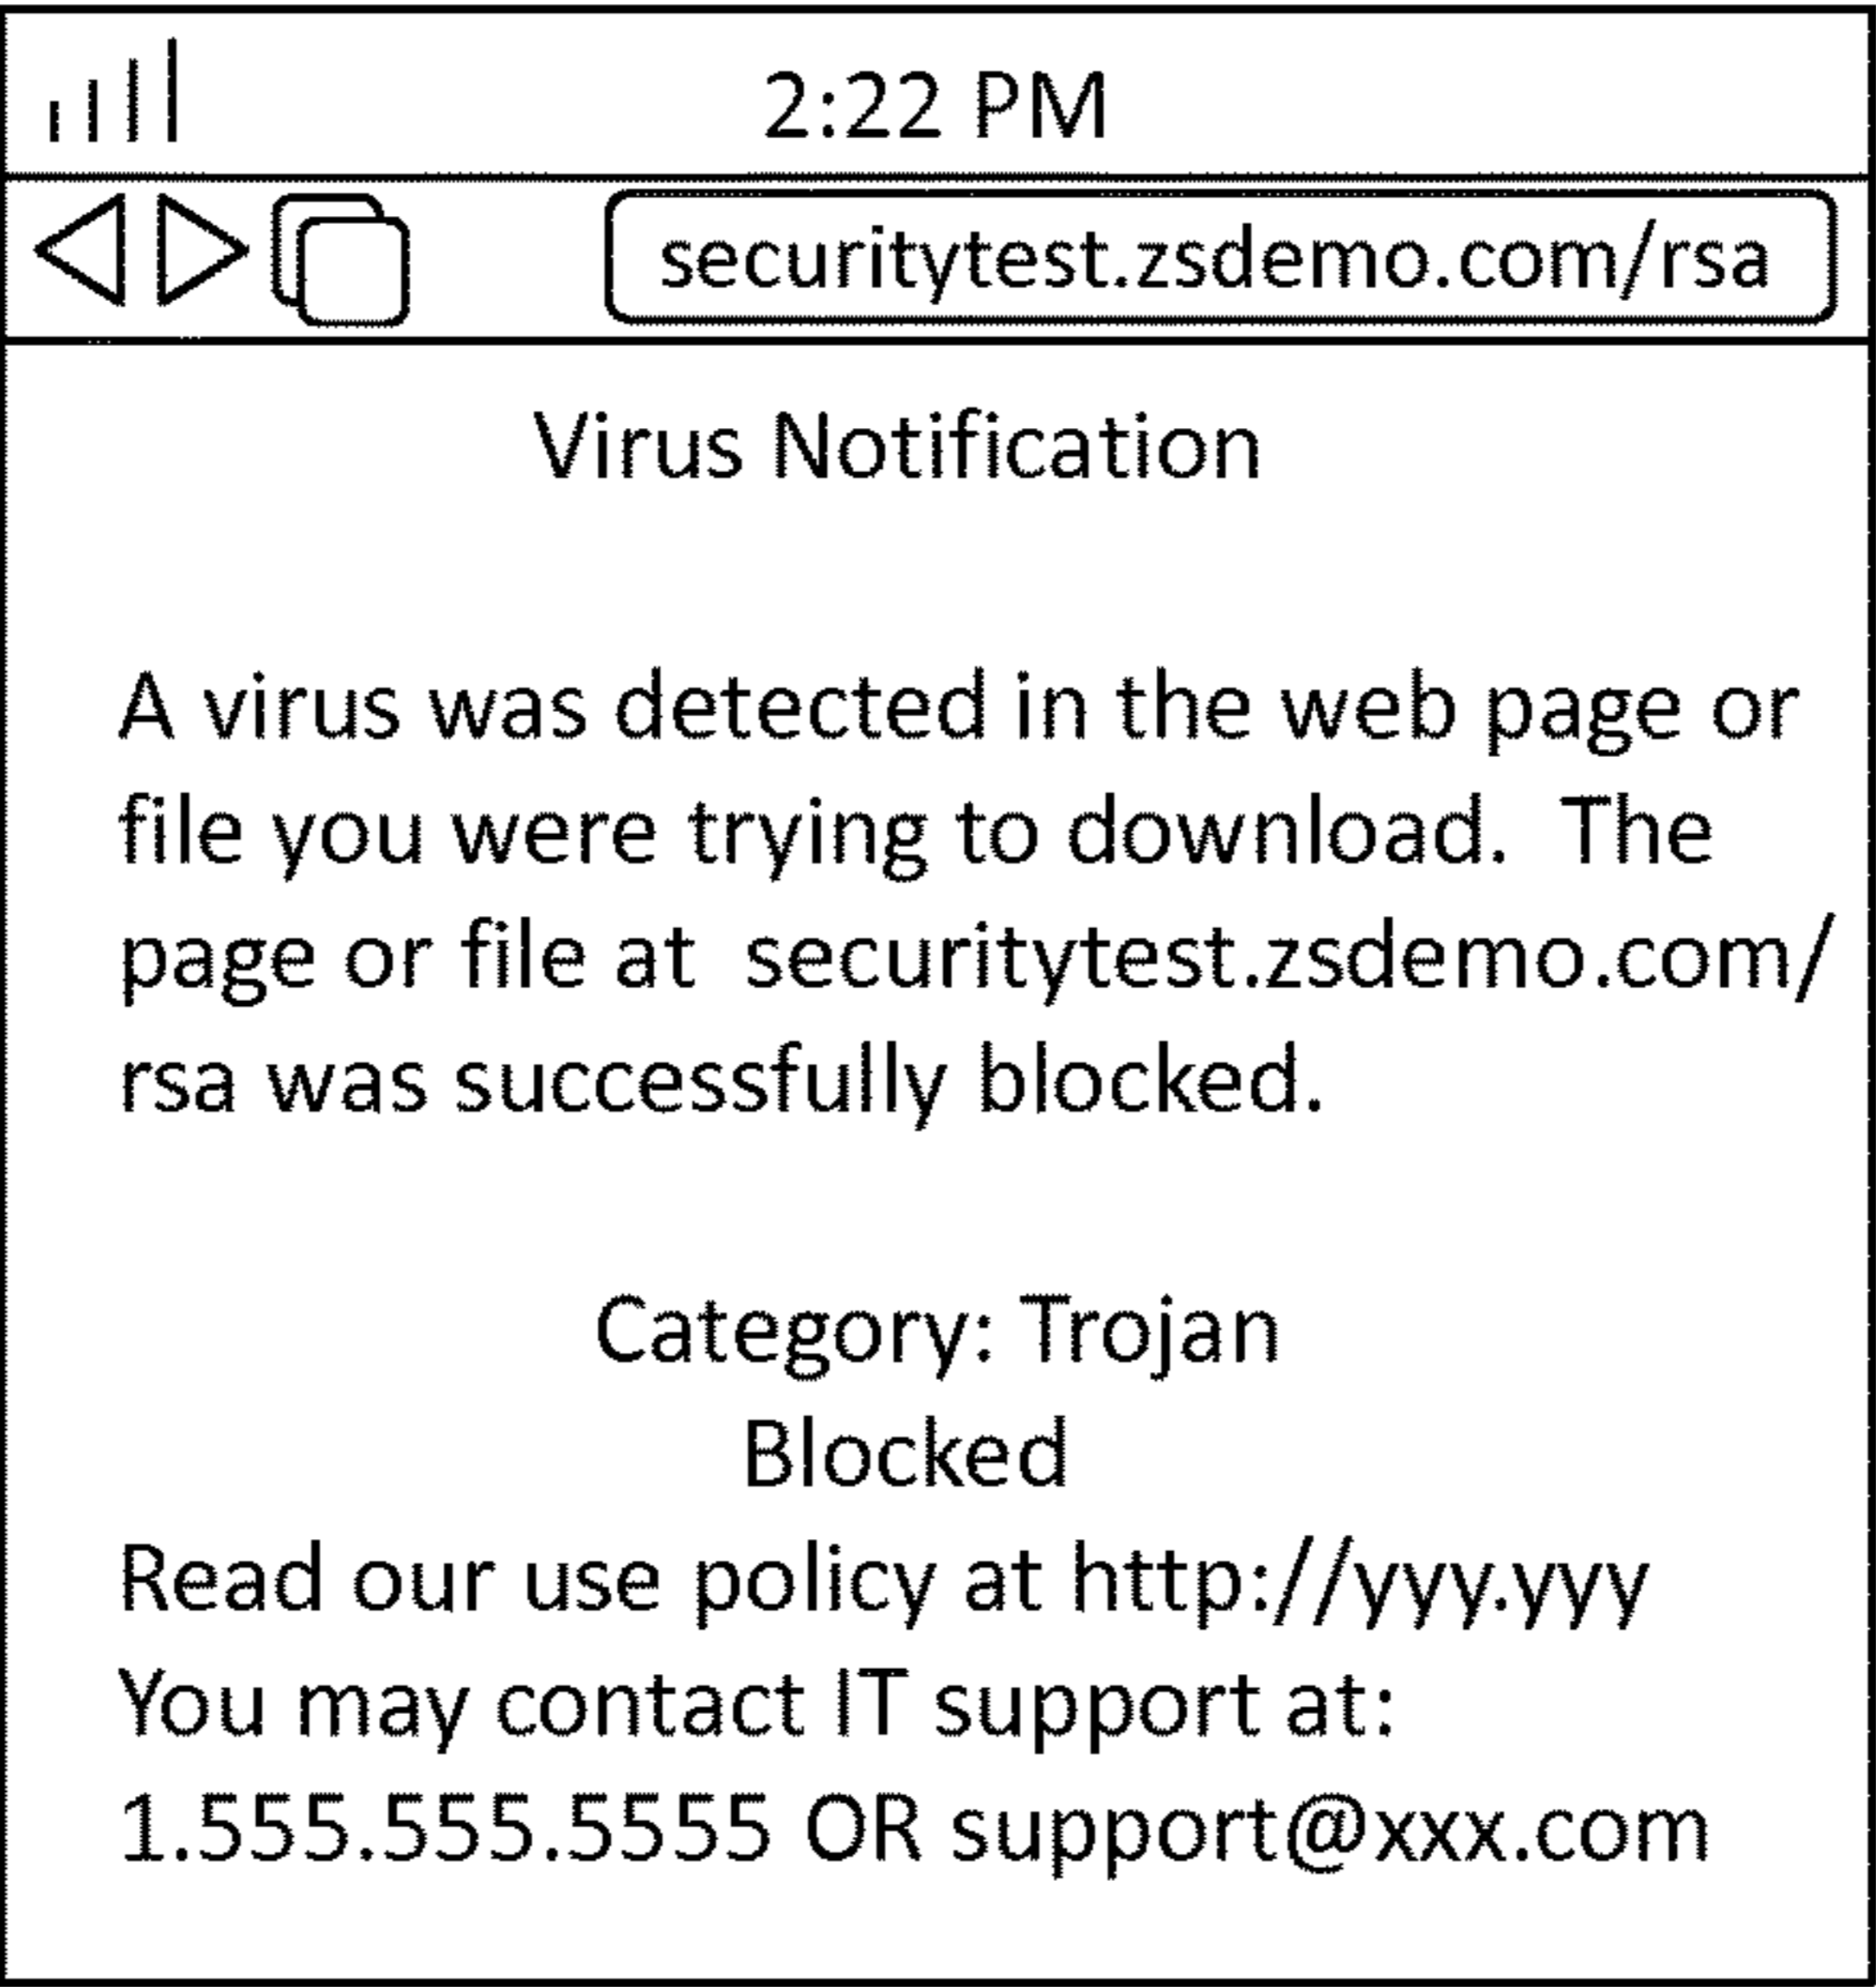 2:22 PM
securitytest.zsdemo.com/rsa
Virus Notification
A virus was detected in the web page or
file you were trying to download.  The
page or file at  securitytest.zsdemo.com/
rsa was successfully blocked.
Category: Trojan
Blocked
Read our use policy at http://yyy.yyy
You may contact IT support at:
1.555.555.5555 OR support@xxx.com